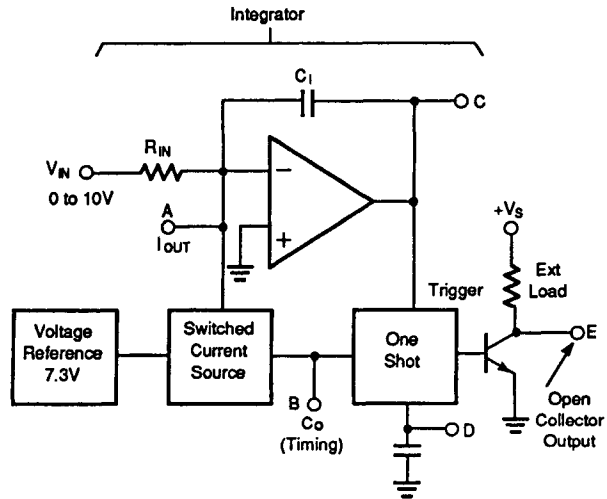 Integrator
C_I
C
R_IN
V_IN
0 to 10V
A
I_OUT
−
+
+V_S
Ext
Load
Trigger
Voltage
Reference
7.3V
Switched
Current
Source
One
Shot
E
B
C_O
(Timing)
D
Open
Collector
Output